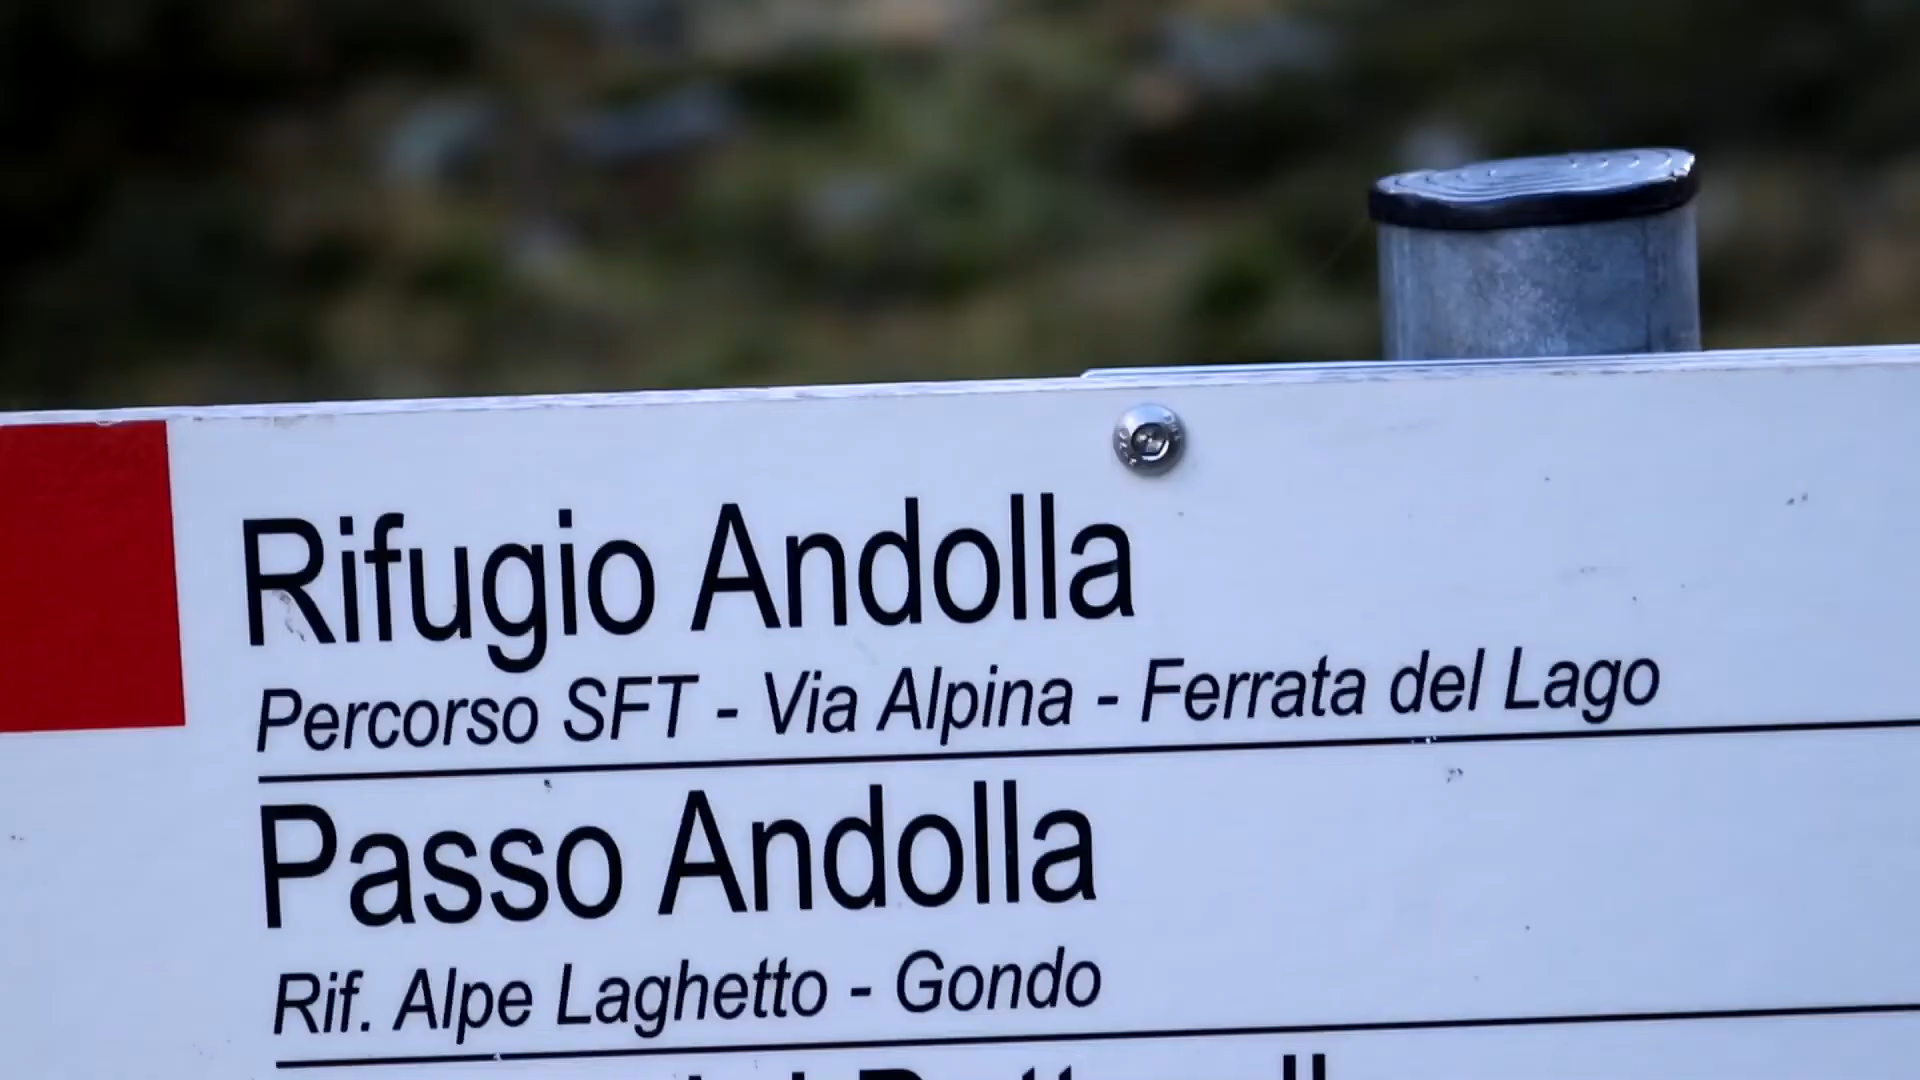 Rifugio Andolla
Percorso SFT - Via Alpina - Ferrata del Lago
Passo Andolla
Rif. Alpe Laghetto - Gondo